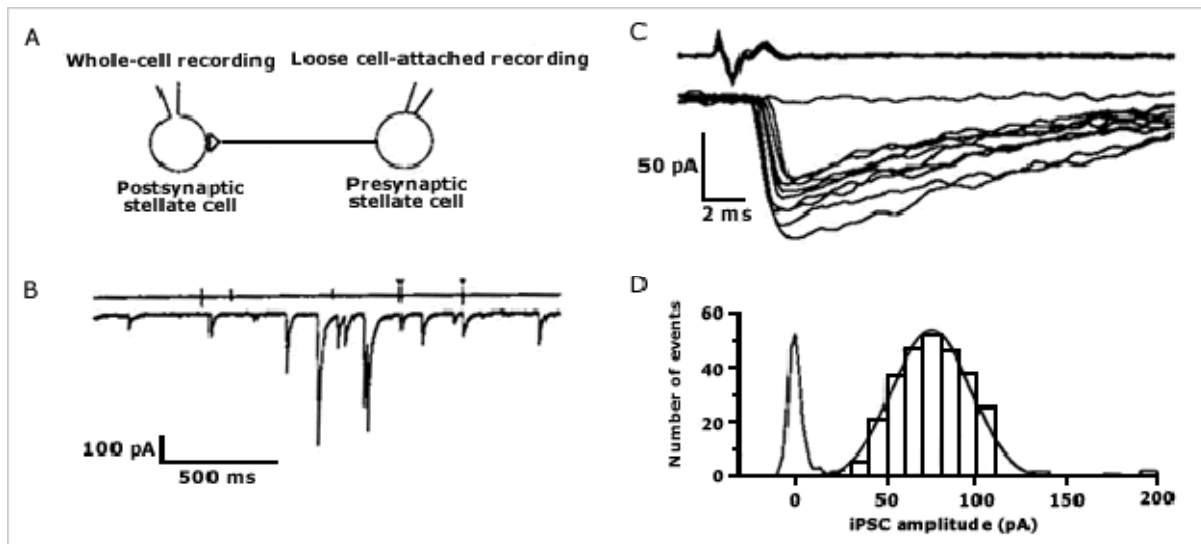 A
Whole-cell recording
Loose cell-attached recording
Postsynaptic
stellate cell
Presynaptic
stellate cell
B
100 pA
500 ms
C
50 pA
2 ms
D
Number of events
60
40
20
0
0
50
100
150
200
iPSC amplitude (pA)